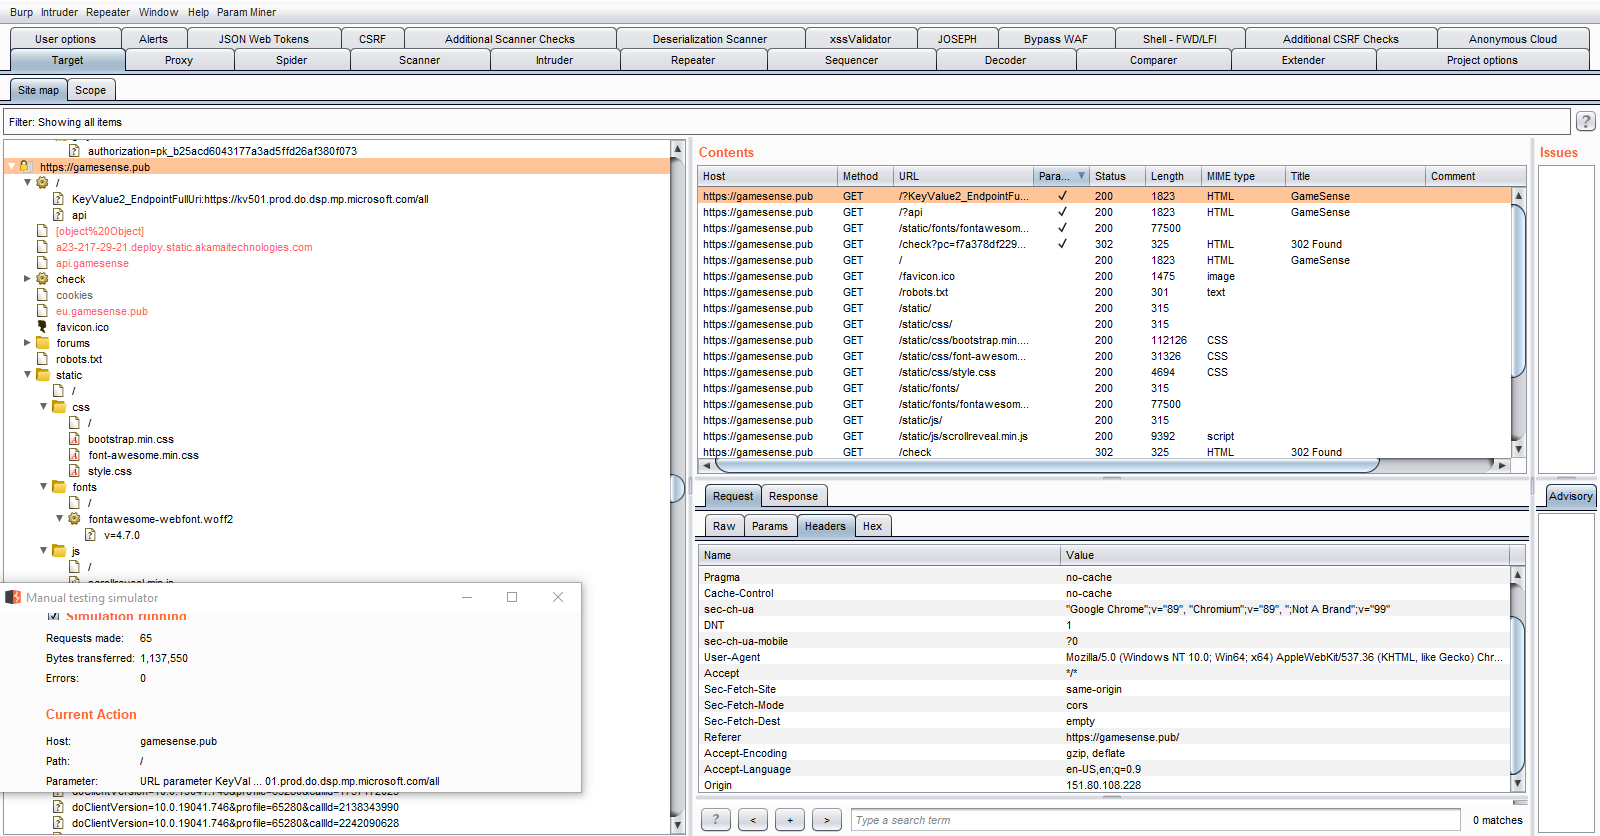 Burp Intruder Repeater Window Help Param Miner
User options Alerts JSON Web Tokens CSRF Additional Scanner Checks Deserialization Scanner xssValidator JOSEPH Bypass WAF Shell - FWD/LFI Additional CSRF Checks Anonymous Cloud
Target Proxy Spider Scanner Intruder Repeater Sequencer Decoder Comparer Extender Project options
Site map Scope
Filter: Showing all items
?
authorization=pk_b25acd6043177a3ad5ffd26af380f073
https://gamesense.pub
/
KeyValue2_EndpointFullUri:https://kv501.prod.do.dsp.mp.microsoft.com/all
api
[object%20Object]
a23-217-29-21.deploy.static.akamaitechnologies.com
api.gamesense
check
cookies
eu.gamesense.pub
favicon.ico
forums
robots.txt
static
/
css
/
bootstrap.min.css
font-awesome.min.css
style.css
fonts
/
fontawesome-webfont.woff2
v=4.7.0
js
/
Manual testing simulator
Simulation running
Requests made: 65
Bytes transferred: 1,137,550
Errors: 0
Current Action
Host: gamesense.pub
Path: /
Parameter: URL parameter KeyVal ... 01.prod.do.dsp.mp.microsoft.com/all
doClientVersion=10.0.19041.746&profile=65280&callId=2138343990
doClientVersion=10.0.19041.746&profile=65280&callId=2242090628
Contents
Host Method URL Para... Status Length MIME type Title Comment
https://gamesense.pub GET /?KeyValue2_EndpointFu... ✓ 200 1823 HTML GameSense
https://gamesense.pub GET /?api ✓ 200 1823 HTML GameSense
https://gamesense.pub GET /static/fonts/fontawesom... ✓ 200 77500
https://gamesense.pub GET /check?pc=f7a378df229... ✓ 302 325 HTML 302 Found
https://gamesense.pub GET / 200 1823 HTML GameSense
https://gamesense.pub GET /favicon.ico 200 1475 image
https://gamesense.pub GET /robots.txt 200 301 text
https://gamesense.pub GET /static/ 200 315
https://gamesense.pub GET /static/css/ 200 315
https://gamesense.pub GET /static/css/bootstrap.min.... 200 112126 CSS
https://gamesense.pub GET /static/css/font-awesom... 200 31326 CSS
https://gamesense.pub GET /static/css/style.css 200 4694 CSS
https://gamesense.pub GET /static/fonts/ 200 315
https://gamesense.pub GET /static/fonts/fontawesom... 200 77500
https://gamesense.pub GET /static/js/ 200 315
https://gamesense.pub GET /static/js/scrollreveal.min.js 200 9392 script
https://gamesense.pub GET /check 302 325 HTML 302 Found
Request Response
Raw Params Headers Hex
Name Value
Pragma no-cache
Cache-Control no-cache
sec-ch-ua "Google Chrome";v="89", "Chromium";v="89", ";Not A Brand";v="99"
DNT 1
sec-ch-ua-mobile ?0
User-Agent Mozilla/5.0 (Windows NT 10.0; Win64; x64) AppleWebKit/537.36 (KHTML, like Gecko) Chr...
Accept */*
Sec-Fetch-Site same-origin
Sec-Fetch-Mode cors
Sec-Fetch-Dest empty
Referer https://gamesense.pub/
Accept-Encoding gzip, deflate
Accept-Language en-US,en;q=0.9
Origin 151.80.108.228
? < + > Type a search term 0 matches
Issues
Advisory